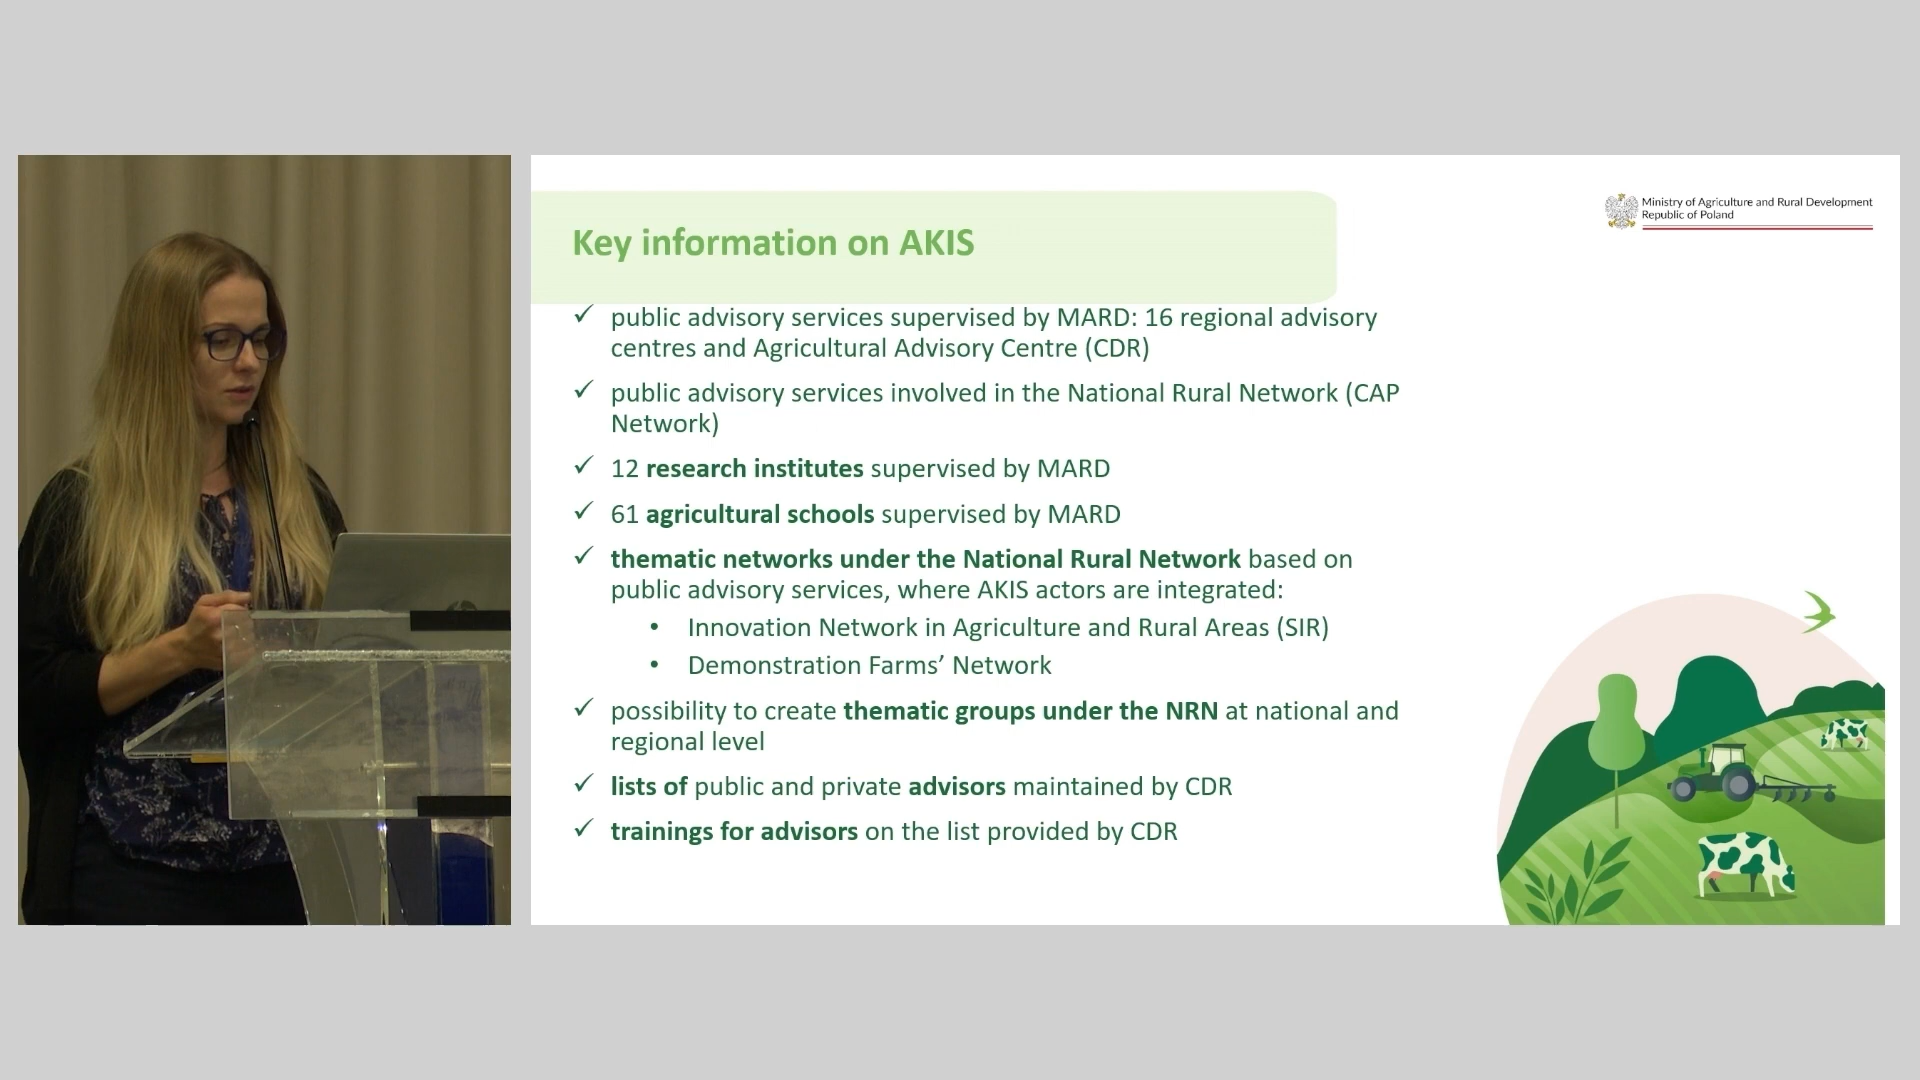 Ministry of Agriculture and Rural Development
Republic of Poland
Key information on AKIS
✓ public advisory services supervised by MARD: 16 regional advisory
centres and Agricultural Advisory Centre (CDR)
✓ public advisory services involved in the National Rural Network (CAP
Network)
✓ 12 research institutes supervised by MARD
✓ 61 agricultural schools supervised by MARD
✓ thematic networks under the National Rural Network based on
public advisory services, where AKIS actors are integrated:
• Innovation Network in Agriculture and Rural Areas (SIR)
• Demonstration Farms’ Network
✓ possibility to create thematic groups under the NRN at national and
regional level
✓ lists of public and private advisors maintained by CDR
✓ trainings for advisors on the list provided by CDR